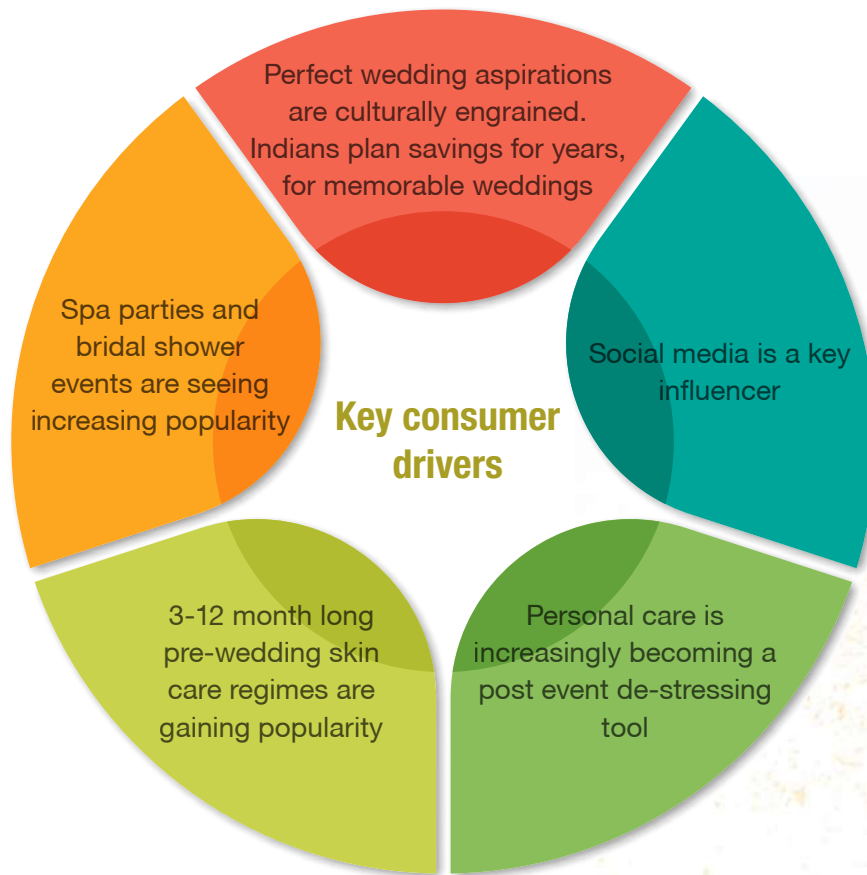 Perfect wedding aspirations
are culturally engrained.
Indians plan savings for years,
for memorable weddings
Social media is a key
influencer
Personal care is
increasingly becoming a
post event de-stressing
tool
3-12 month long
pre-wedding skin
care regimes are
gaining popularity
Spa parties and
bridal shower
events are seeing
increasing popularity
Key consumer
drivers